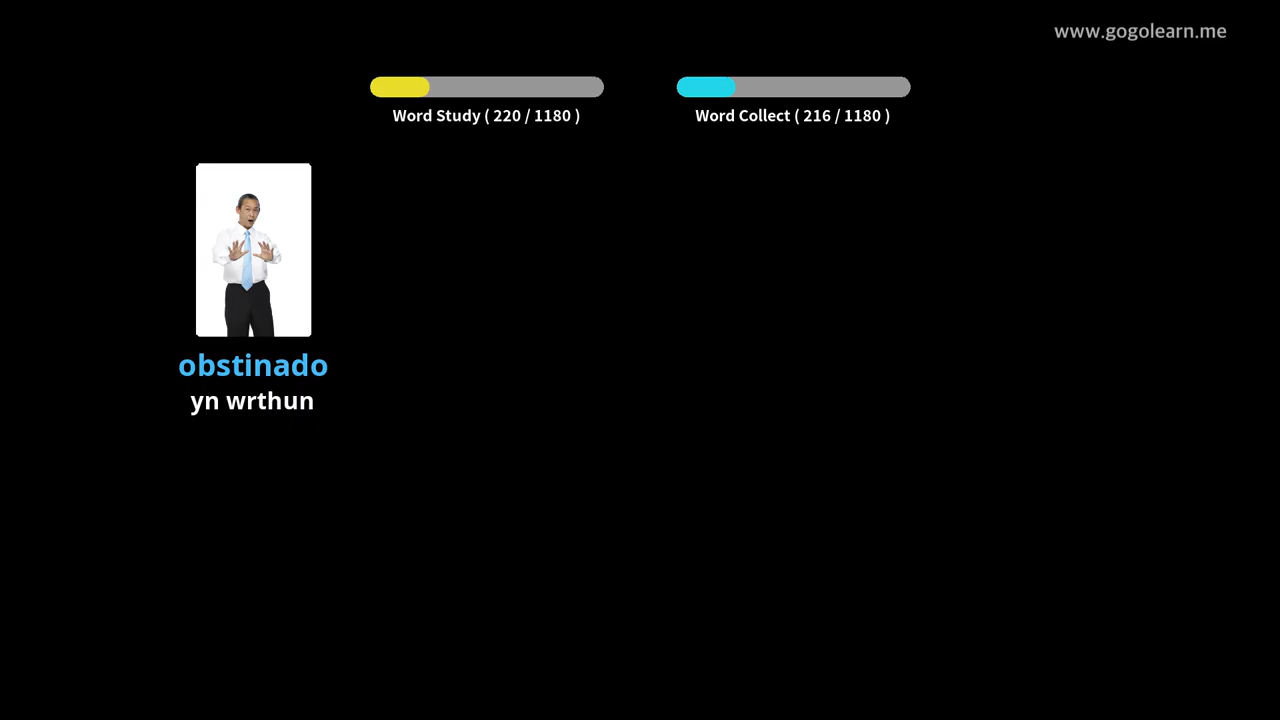 www.gogolearn.me
Word Study ( 220 / 1180 )
Word Collect ( 216 / 1180 )
obstinado
yn wrthun